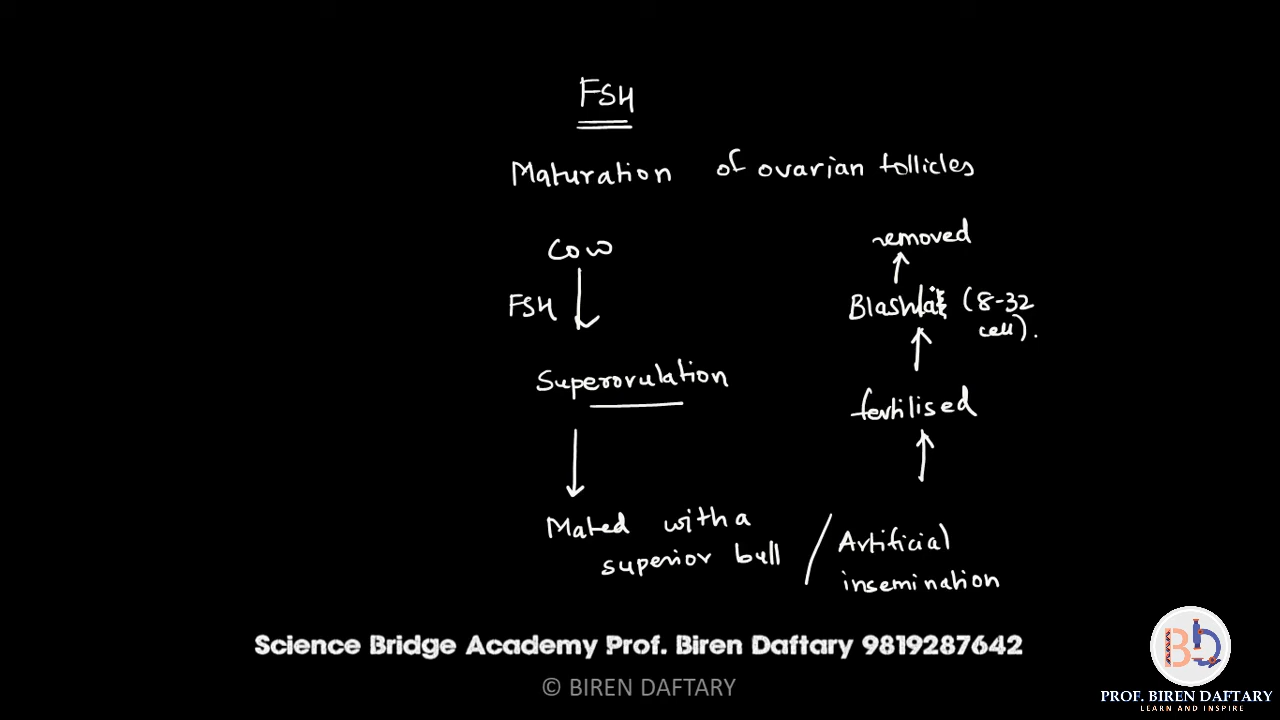 FSH
Maturation of ovarian follicles
Cow
FSH
Superovulation
Mated with a
superior bull
/ Artificial
insemination
fertilised
(8-32
cell).
removed
Science Bridge Academy Prof. Biren Daftary 9819287642
© BIREN DAFTARY
BD
PROF. BIREN DAFTARY
LEARN AND INSPIRE